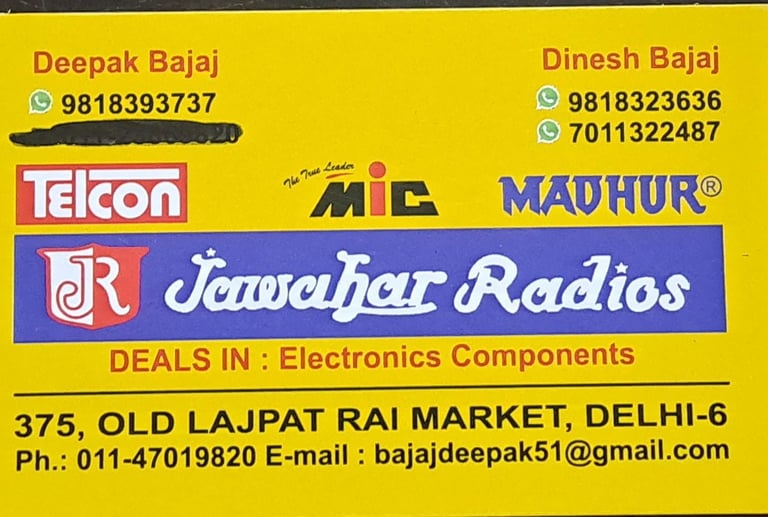 Deepak Bajaj
9818393737
20
Dinesh Bajaj
9818323636
7011322487
TELCON
The True Leader
MiC
MADHUR®
JR Jawahar Radios
DEALS IN : Electronics Components
375, OLD LAJPAT RAI MARKET, DELHI-6
Ph.: 011-47019820 E-mail : bajajdeepak51@gmail.com